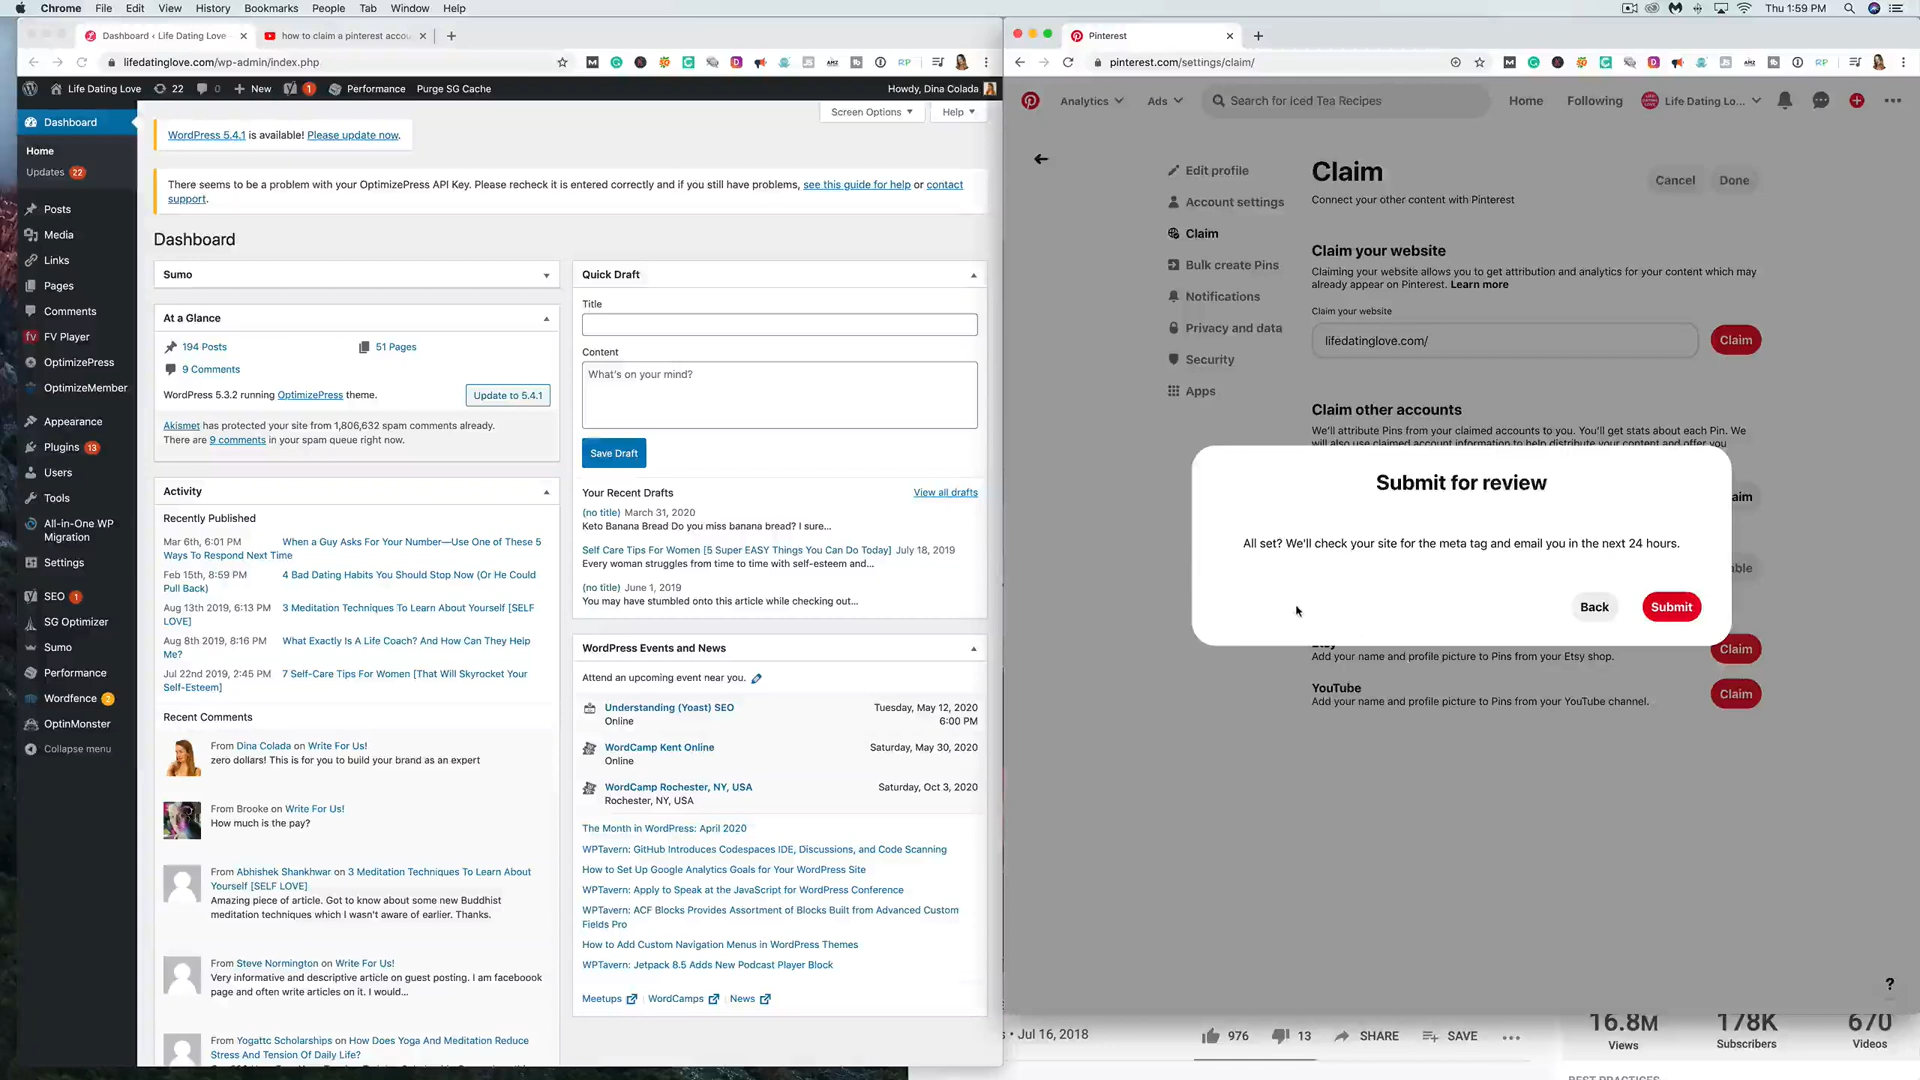 Chrome File Edit View History Bookmarks People Tab Window Help
Thu 1:59 PM
Dashboard ‹ Life Dating Love —
how to claim a pinterest accou
lifedatinglove.com/wp-admin/index.php
Life Dating Love 22 0 New 1 Performance Purge SG Cache
Howdy, Dina Colada
Dashboard
Home
Updates 22
Posts
Media
Links
Pages
Comments
FV Player
OptimizePress
OptimizeMember
Appearance
Plugins 13
Users
Tools
All-in-One WP
Migration
Settings
SEO 1
SG Optimizer
Sumo
Performance
Wordfence 2
OptinMonster
Collapse menu
Screen Options Help
WordPress 5.4.1 is available! Please update now.
There seems to be a problem with your OptimizePress API Key. Please recheck it is entered correctly and if you still have problems, see this guide for help or contact
support.
Dashboard
Sumo
At a Glance
194 Posts 51 Pages
9 Comments
WordPress 5.3.2 running OptimizePress theme. Update to 5.4.1
Akismet has protected your site from 1,806,632 spam comments already.
There are 9 comments in your spam queue right now.
Activity
Recently Published
Mar 6th, 6:01 PM When a Guy Asks For Your Number—Use One of These 5
Ways To Respond Next Time
Feb 15th, 8:59 PM 4 Bad Dating Habits You Should Stop Now (Or He Could
Pull Back)
Aug 13th 2019, 6:13 PM 3 Meditation Techniques To Learn About Yourself [SELF
LOVE]
Aug 8th 2019, 8:16 PM What Exactly Is A Life Coach? And How Can They Help
Me?
Jul 22nd 2019, 2:45 PM 7 Self-Care Tips For Women [That Will Skyrocket Your
Self-Esteem]
Recent Comments
From Dina Colada on Write For Us!
zero dollars! This is for you to build your brand as an expert
From Brooke on Write For Us!
How much is the pay?
From Abhishek Shankhwar on 3 Meditation Techniques To Learn About
Yourself [SELF LOVE]
Amazing piece of article. Got to know about some new Buddhist
meditation techniques which I wasn't aware of earlier. Thanks.
From Steve Normington on Write For Us!
Very informative and descriptive article on guest posting. I am faceboook
page and often write articles on it. I would…
From Yogattc Scholarships on How Does Yoga And Meditation Reduce
Stress And Tension Of Daily Life?
Quick Draft
Title
Content
What's on your mind?
Save Draft
Your Recent Drafts View all drafts
(no title) March 31, 2020
Keto Banana Bread Do you miss banana bread? I sure…
Self Care Tips For Women [5 Super EASY Things You Can Do Today] July 18, 2019
Every woman struggles from time to time with self-esteem and…
(no title) June 1, 2019
You may have stumbled onto this article while checking out…
WordPress Events and News
Attend an upcoming event near you.
Understanding (Yoast) SEO Tuesday, May 12, 2020
Online 6:00 PM
WordCamp Kent Online Saturday, May 30, 2020
Online
WordCamp Rochester, NY, USA Saturday, Oct 3, 2020
Rochester, NY, USA
The Month in WordPress: April 2020
WPTavern: GitHub Introduces Codespaces IDE, Discussions, and Code Scanning
How to Set Up Google Analytics Goals for Your WordPress Site
WPTavern: Apply to Speak at the JavaScript for WordPress Conference
WPTavern: ACF Blocks Provides Assortment of Blocks Built from Advanced Custom
Fields Pro
How to Add Custom Navigation Menus in WordPress Themes
WPTavern: Jetpack 8.5 Adds New Podcast Player Block
Meetups WordCamps News
Pinterest
pinterest.com/settings/claim/
Analytics Ads Search for Iced Tea Recipes Home Following Life Dating Lo...
Edit profile
Account settings
Claim
Bulk create Pins
Notifications
Privacy and data
Security
Apps
Claim
Cancel Done
Connect your other content with Pinterest
Claim your website
Claiming your website allows you to get attribution and analytics for your content which may
already appear on Pinterest. Learn more
Claim your website
lifedatinglove.com/ Claim
Claim other accounts
We'll attribute Pins from your claimed accounts to you. You'll get stats about each Pin. We
will also use claimed account information to help distribute your content and offer you
aim
able
Submit for review
All set? We'll check your site for the meta tag and email you in the next 24 hours.
Back Submit
Claim
Add your name and profile picture to Pins from your Etsy shop.
YouTube
Add your name and profile picture to Pins from your YouTube channel.
Claim
?
s • Jul 16, 2018 976 13 SHARE SAVE
16.8M 178K 670
Views Subscribers Videos